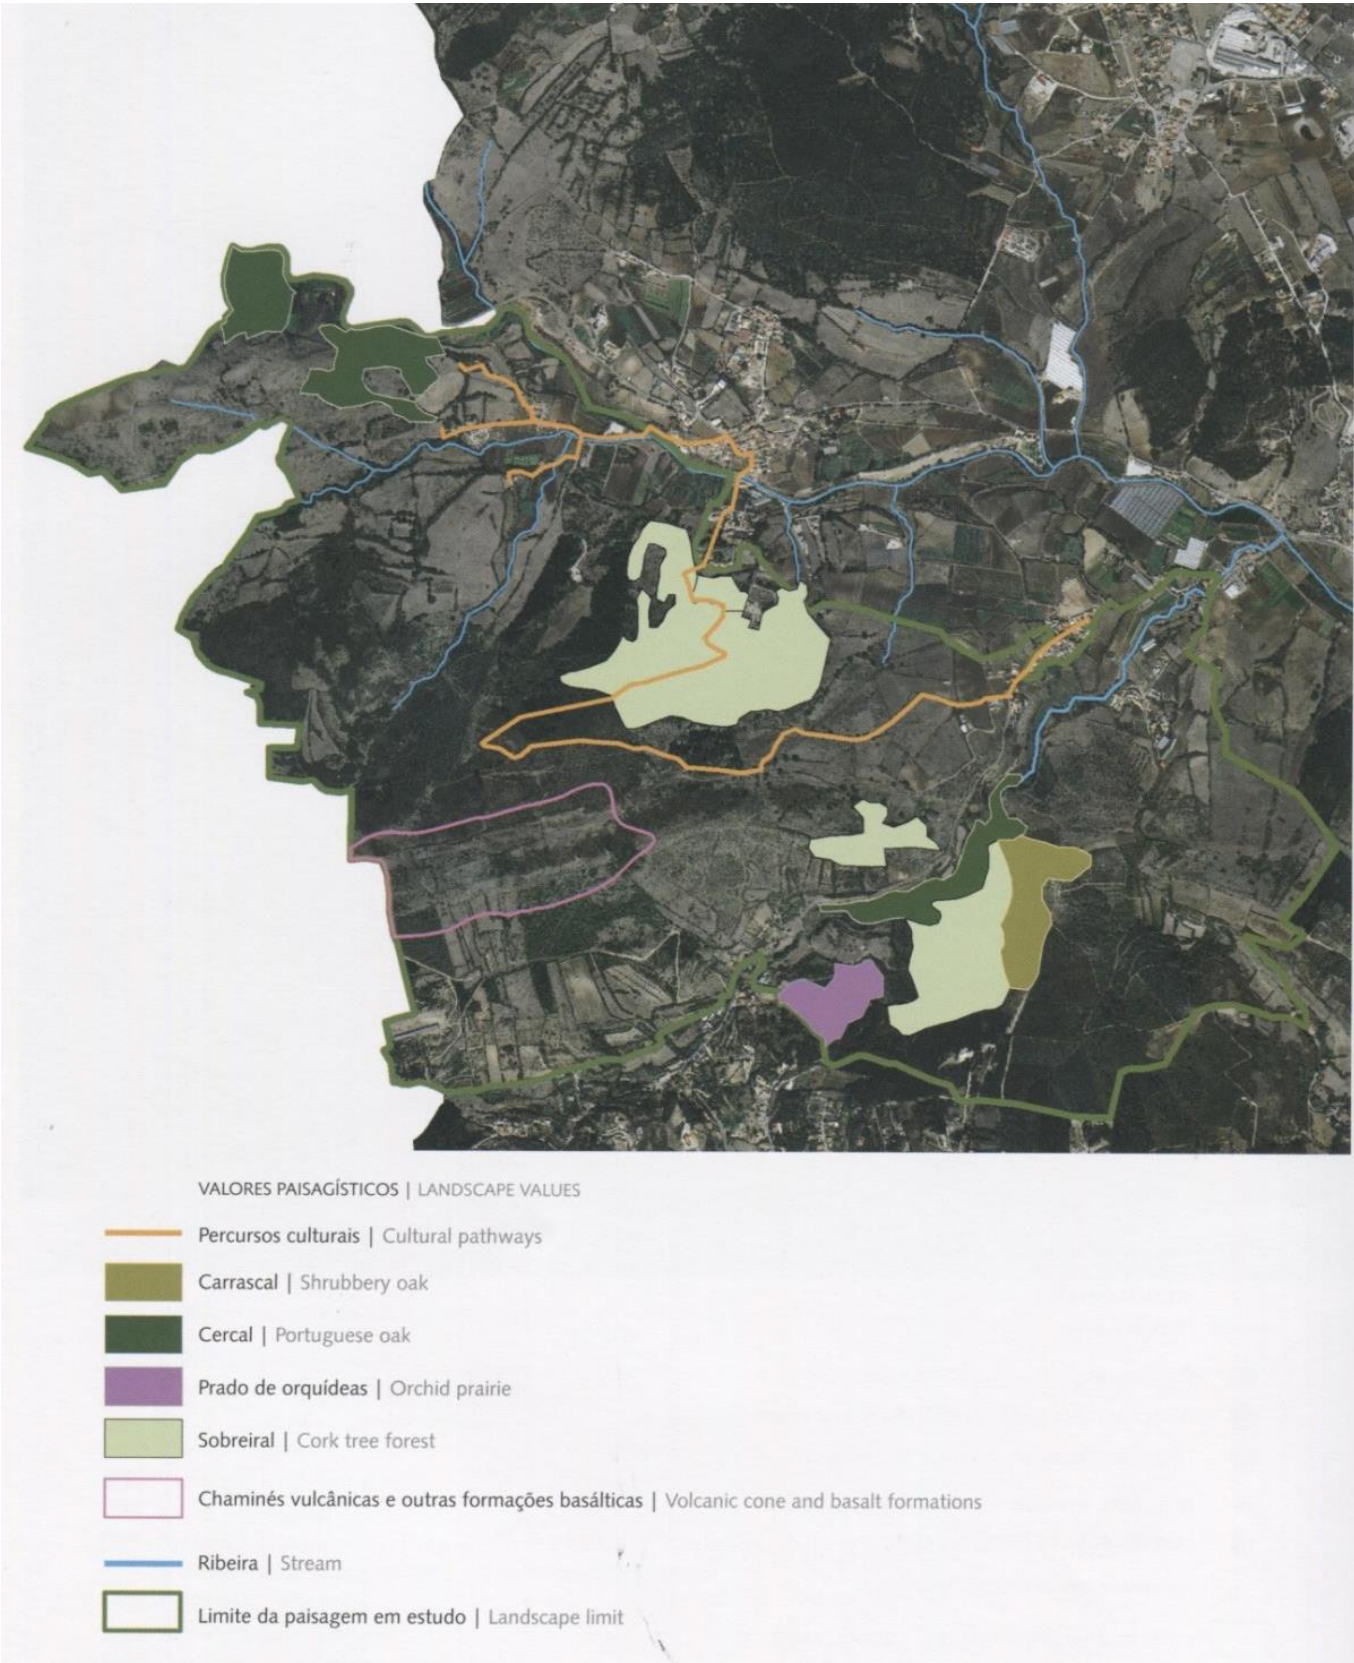 VALORES PAISAGÍSTICOS | LANDSCAPE VALUES
Percursos culturais | Cultural pathways
Carrascal | Shrubbery oak
Cercal | Portuguese oak
Prado de orquídeas | Orchid prairie
Sobreiral | Cork tree forest
Chaminés vulcânicas e outras formações basálticas | Volcanic cone and basalt formations
Ribeira | Stream
Limite da paisagem em estudo | Landscape limit